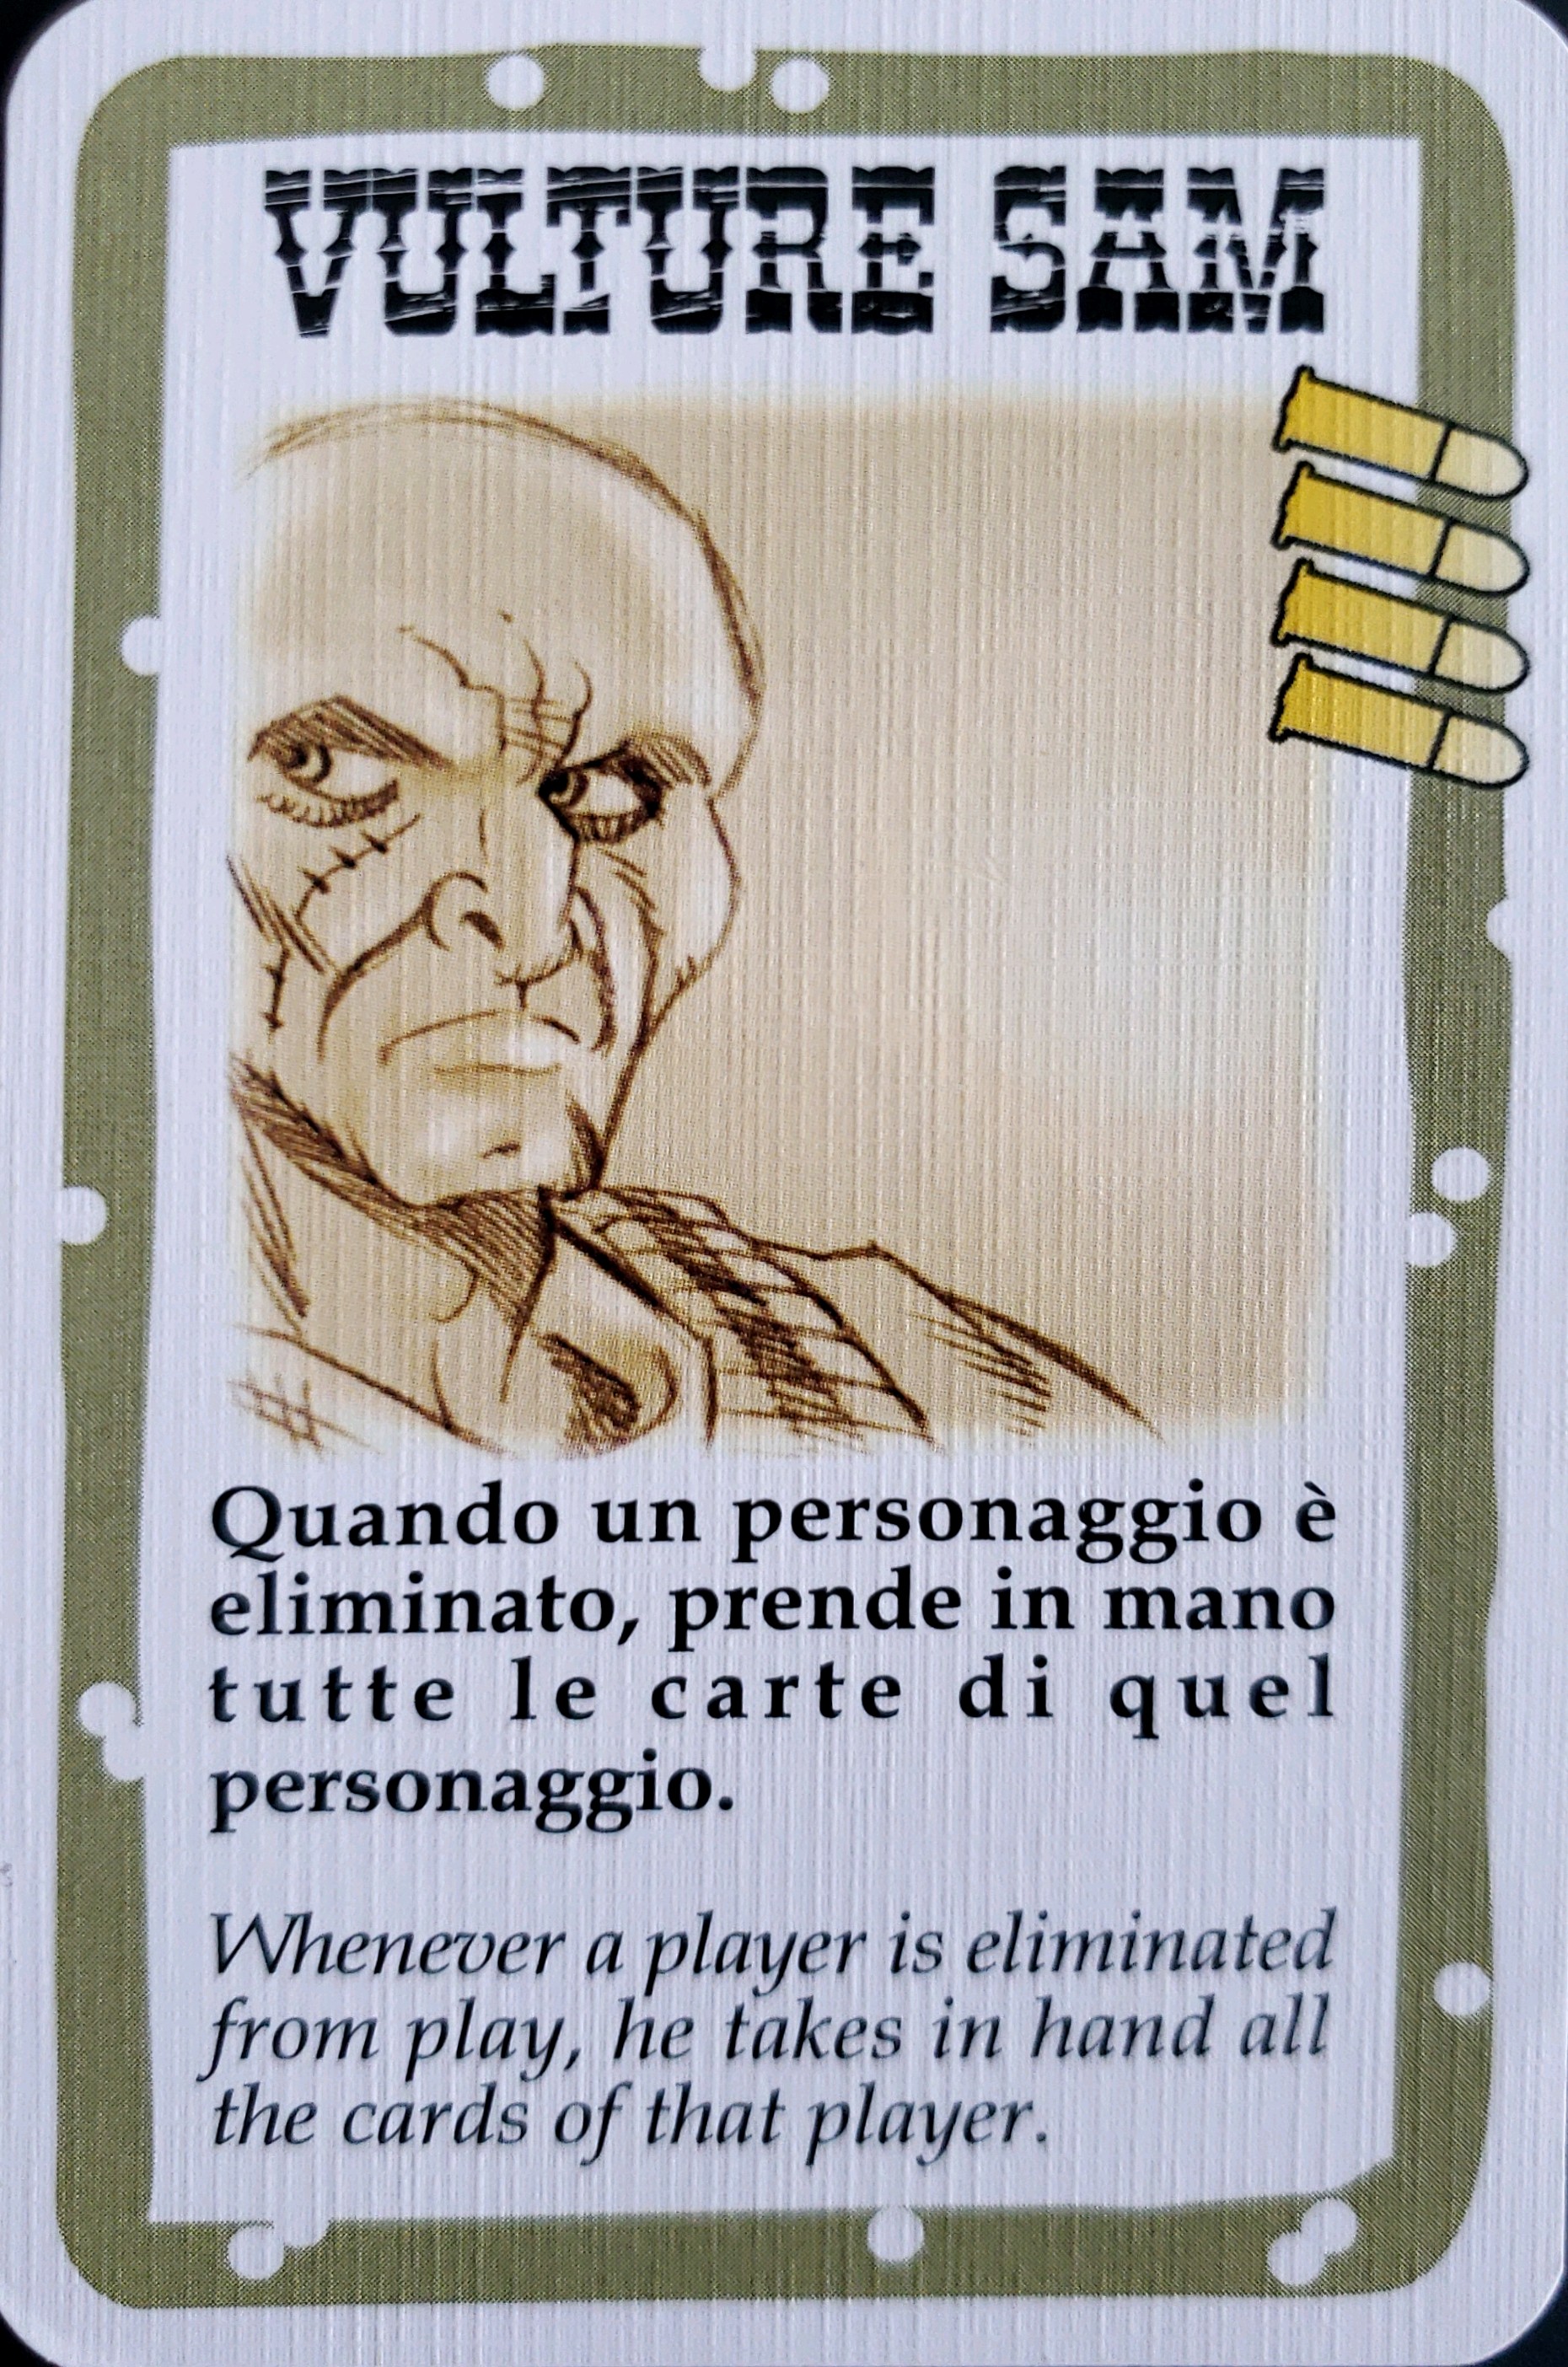 VULTURE SAM
Quando un personaggio è
eliminato, prende in mano
tutte le carte di quel
personaggio.
Whenever a player is eliminated
from play, he takes in hand all
the cards of that player.